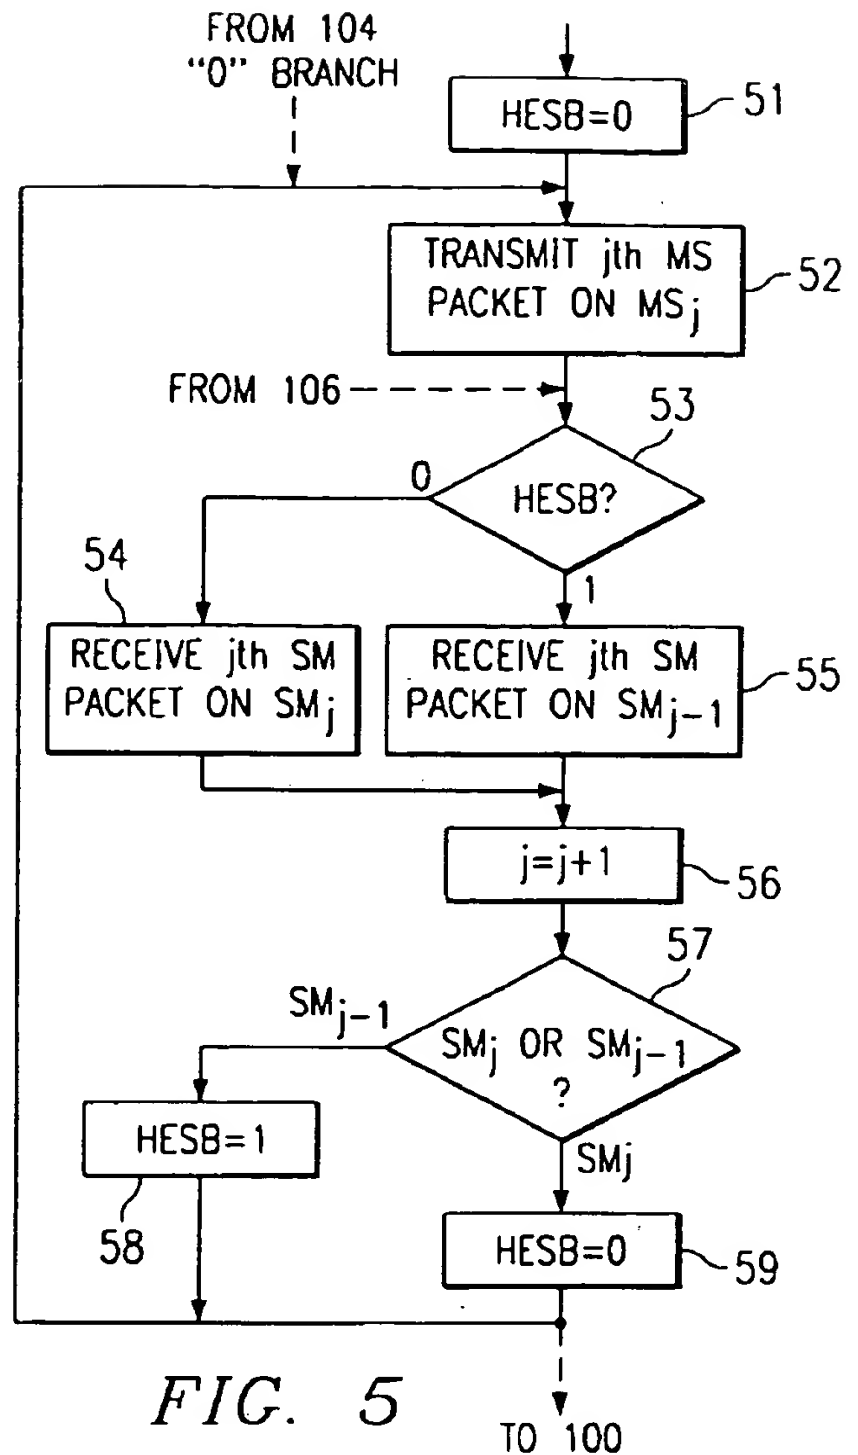 FROM 104
"0" BRANCH
HESB=0
51
TRANSMIT jth MS
PACKET ON MSj
52
FROM 106
53
HESB?
0
1
54
RECEIVE jth SM
PACKET ON SMj
RECEIVE jth SM
PACKET ON SMj-1
55
j=j+1
56
57
SMj-1
SMj OR SMj-1
?
SMj
HESB=1
58
HESB=0
59
FIG. 5
TO 100